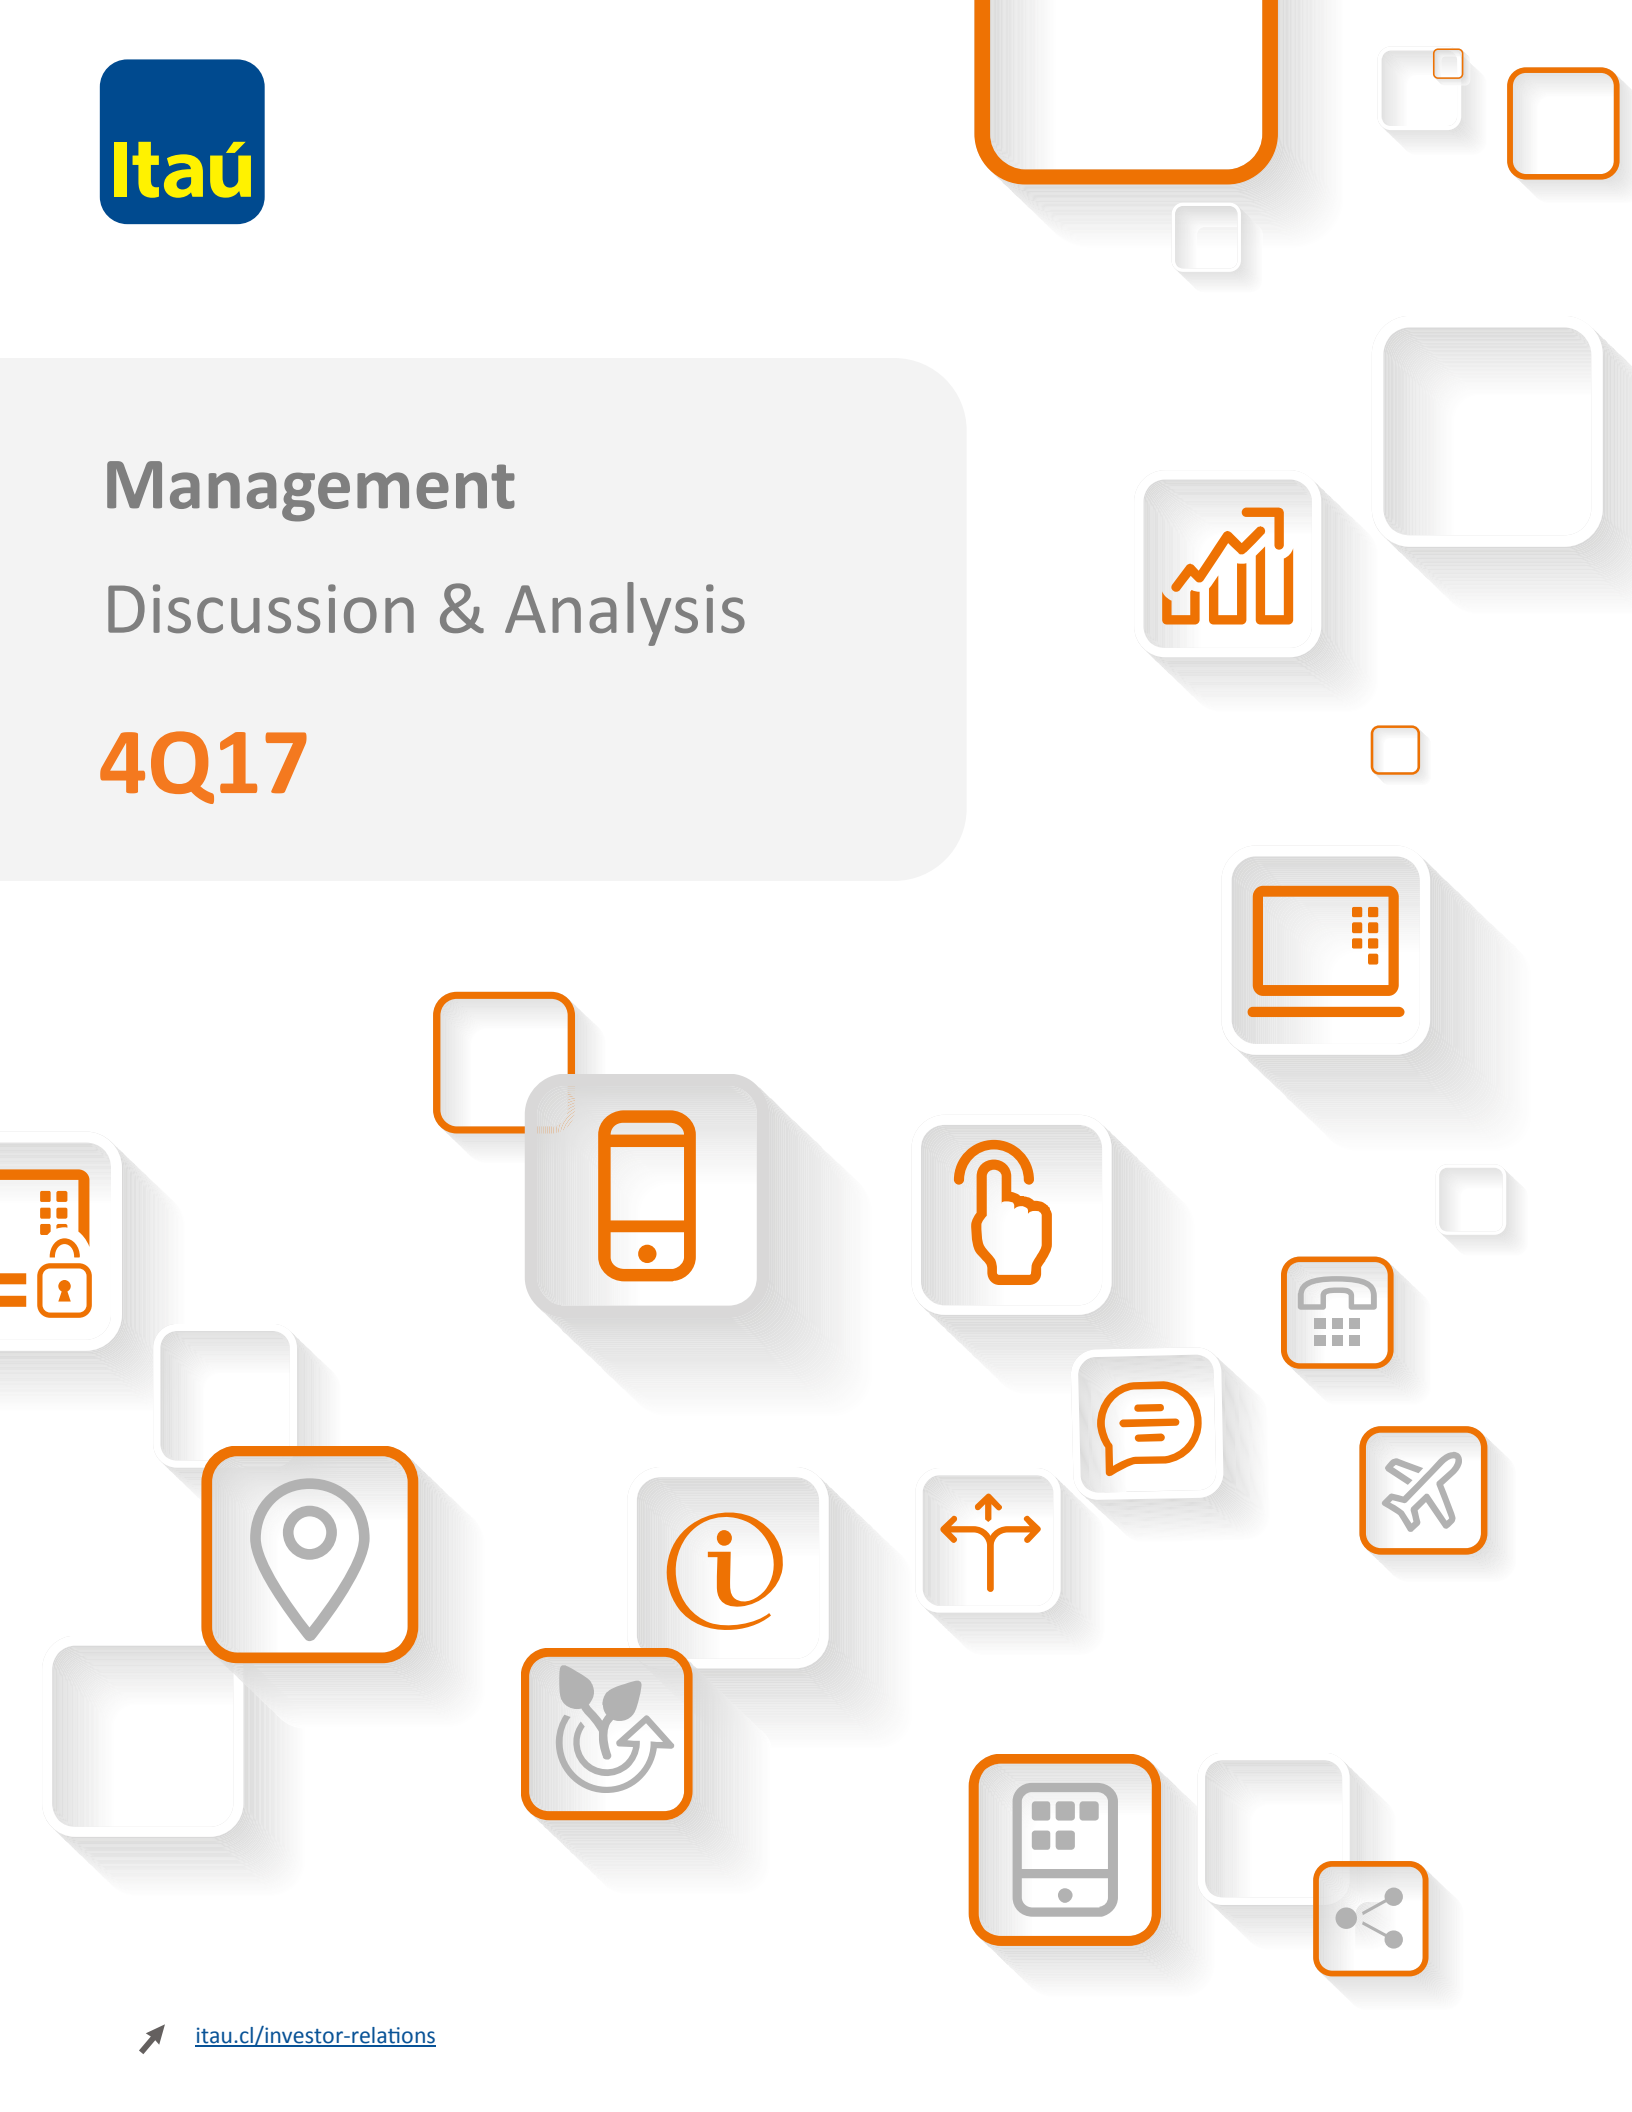 Itaú
Management
Discussion & Analysis
4Q17
itau.cl/investor-relations